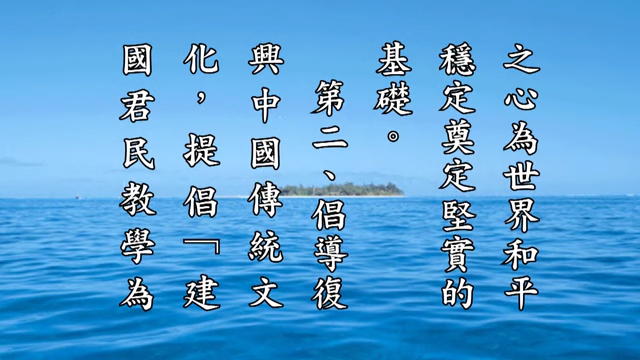 之心為世界和平
穩定奠定堅實的
基礎。
第二、倡導復
興中國傳統文
化，提倡「建
國君民教學為